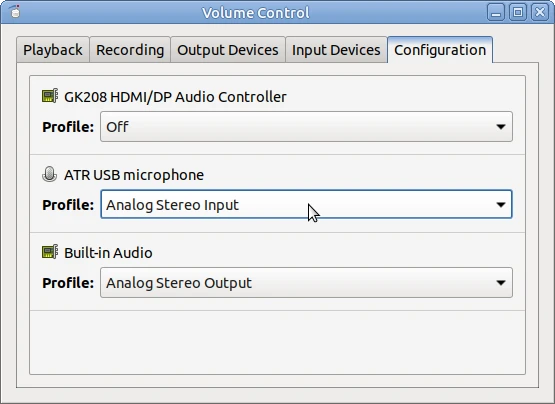 Volume Control
Playback Recording Output Devices Input Devices Configuration
GK208 HDMI/DP Audio Controller
Profile: Off
ATR USB microphone
Profile: Analog Stereo Input
Built-in Audio
Profile: Analog Stereo Output